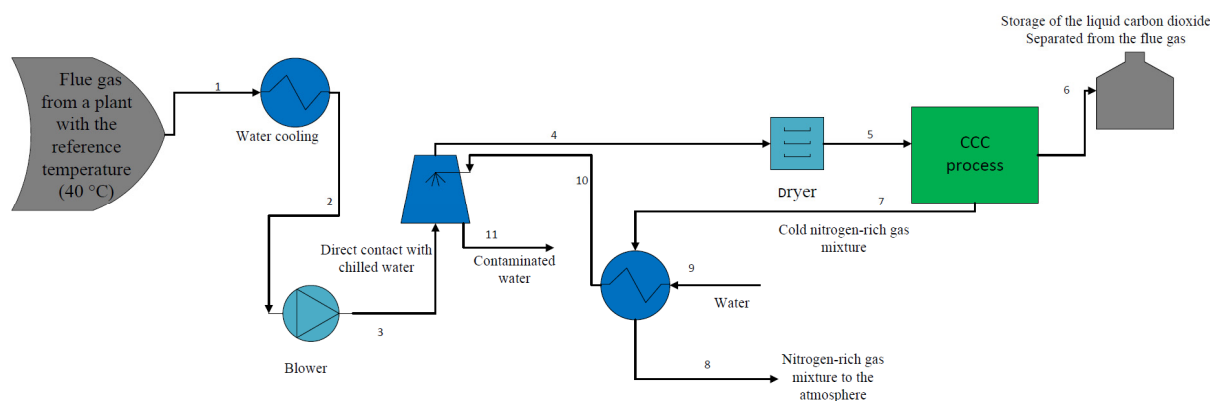 Flue gas
from a plant
with the
reference
temperature
(40 °C)
1
Water cooling
2
Blower
3
Direct contact with
chilled water
4
Dryer
5
CCC
process
6
Storage of the liquid carbon dioxide
Separated from the flue gas
7
Cold nitrogen-rich gas
mixture
8
Nitrogen-rich gas
mixture to the
atmosphere
9
Water
10
11
Contaminated
water